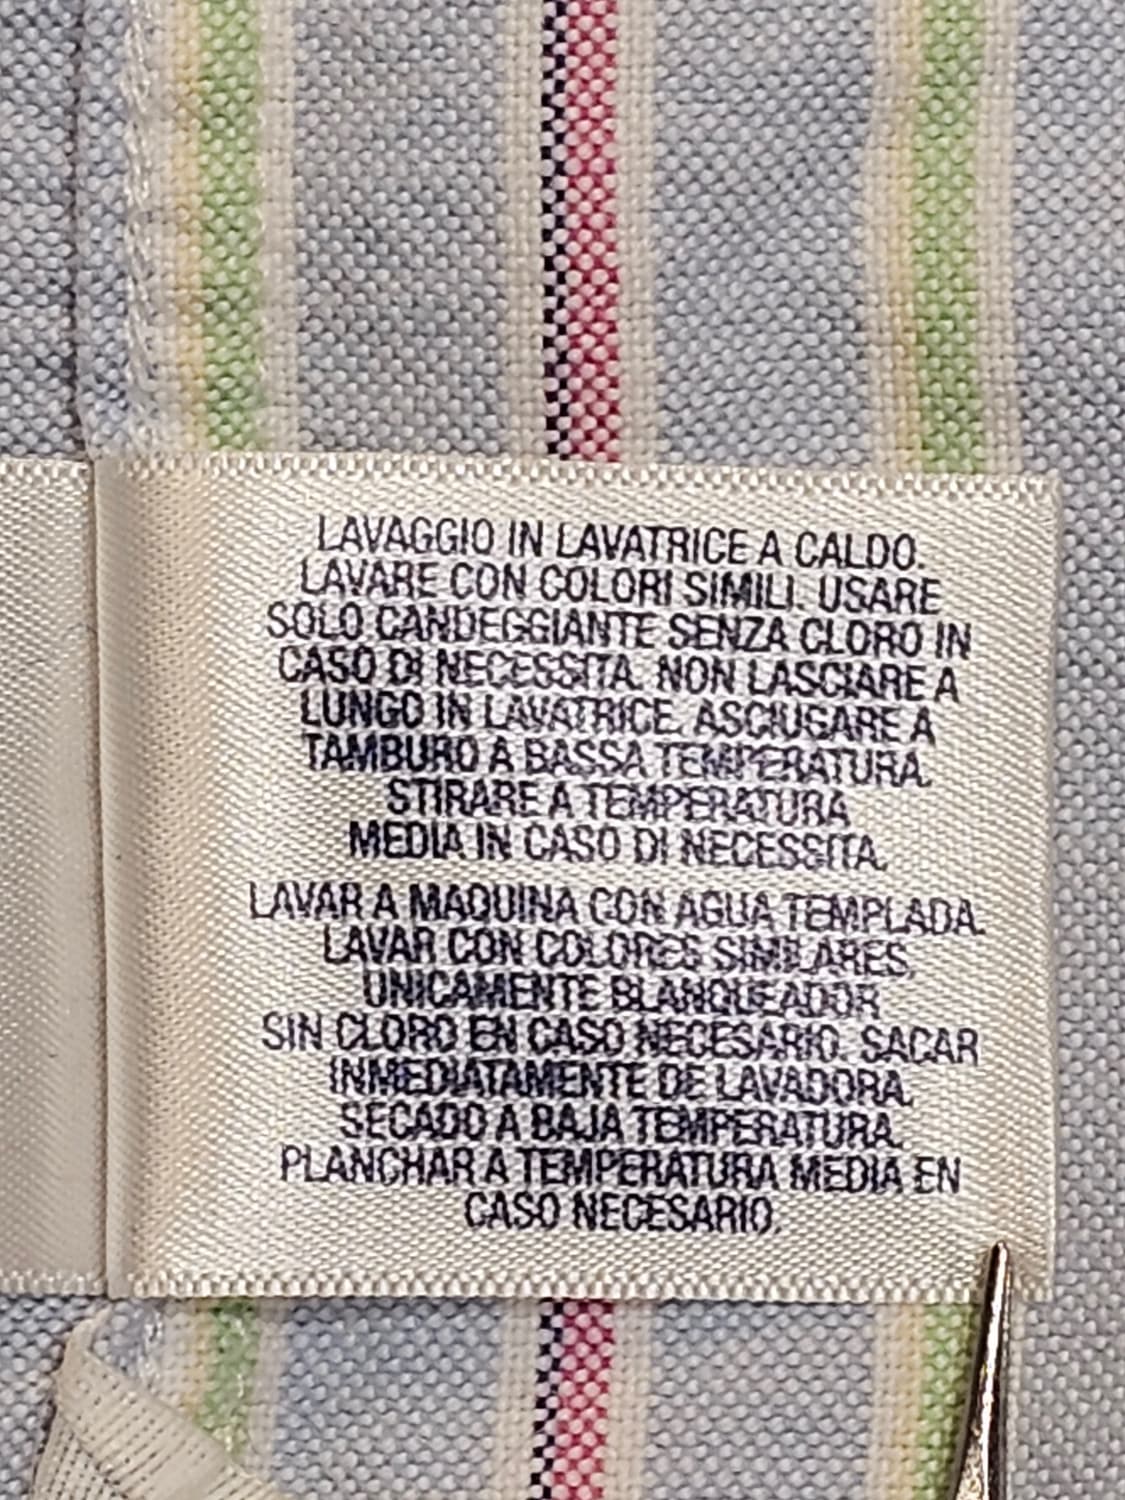 LAVAGGIO IN LAVATRICE A CALDO.
LAVARE CON COLORI SIMILI. USARE
SOLO CANDEGGIANTE SENZA CLORO IN
CASO DI NECESSITA. NON LASCIARE A
LUNGO IN LAVATRICE. ASCIUGARE A
TAMBURO A BASSA TEMPERATURA.
STIRARE A TEMPERATURA
MEDIA IN CASO DI NECESSITA.
LAVAR A MAQUINA CON AGUA TEMPLADA.
LAVAR CON COLORES SIMILARES,
UNICAMENTE BLANQUEADOR
SIN CLORO EN CASO NECESARIO. SACAR
INMEDIATAMENTE DE LAVADORA.
SECADO A BAJA TEMPERATURA.
PLANCHAR A TEMPERATURA MEDIA EN
CASO NECESARIO.